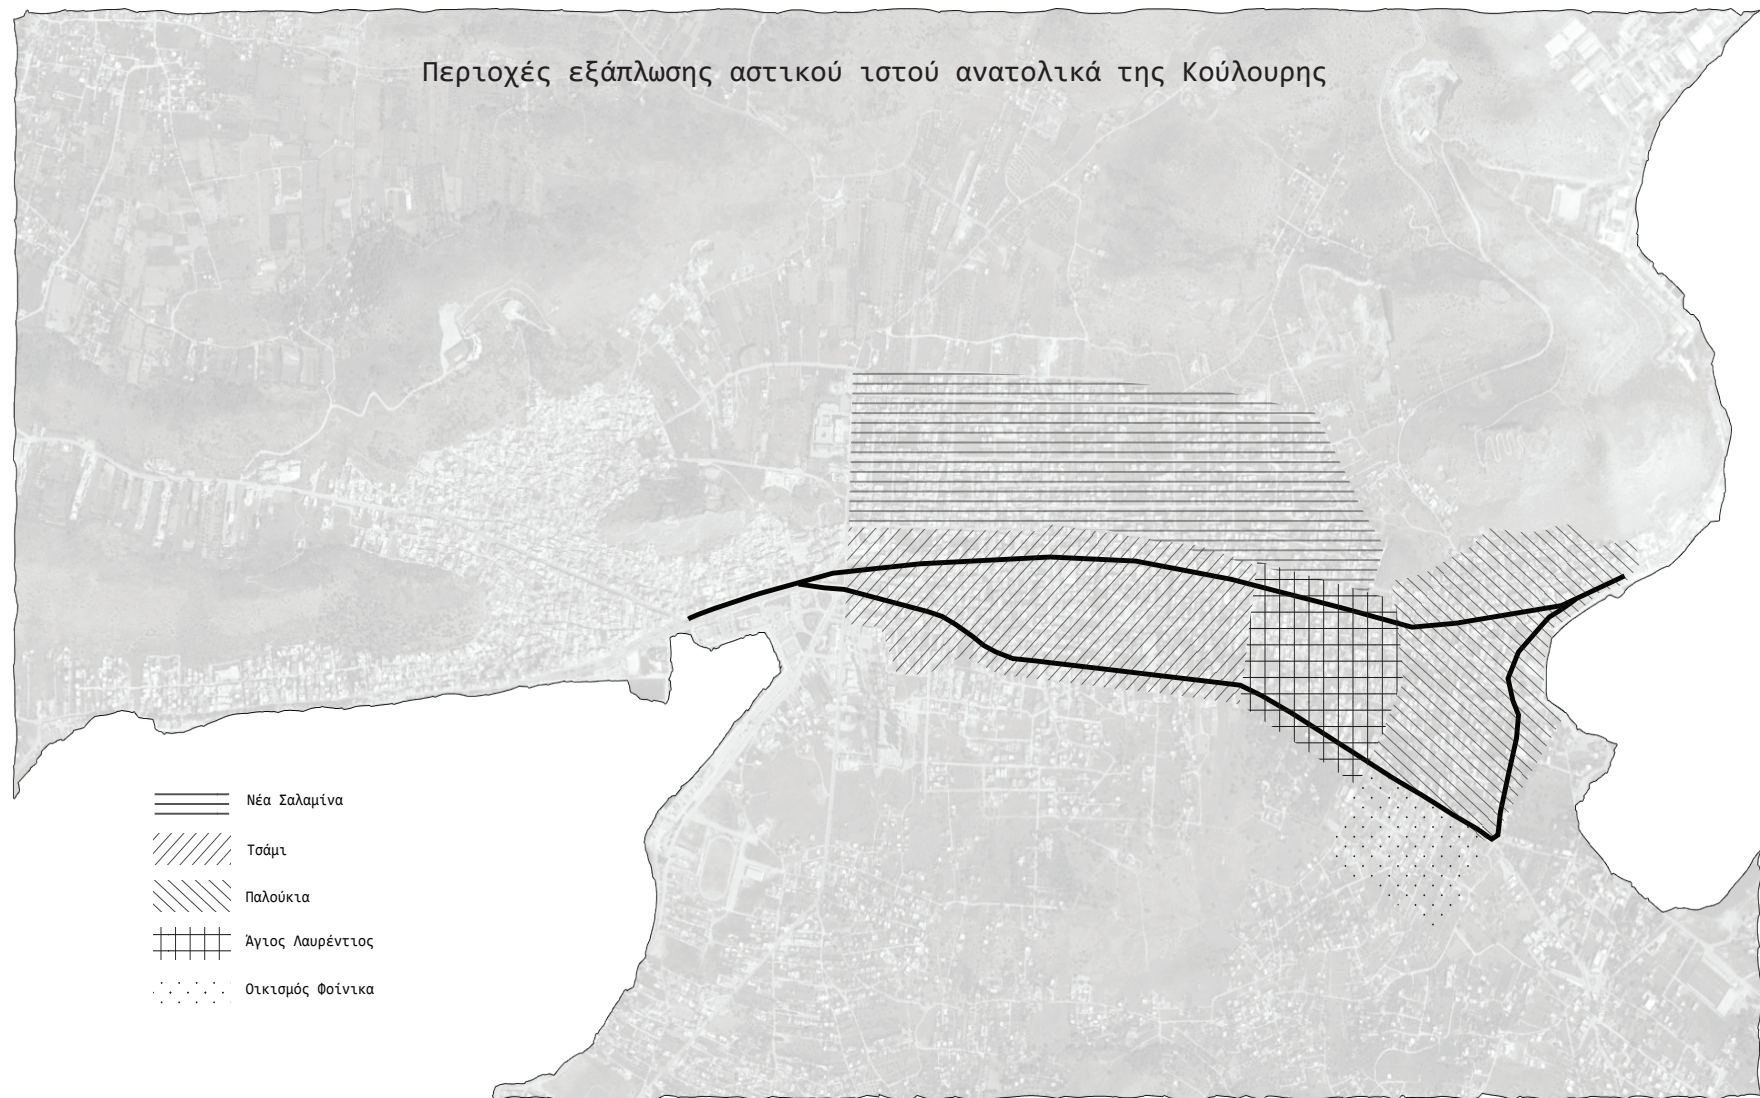 Περιοχές εξάπλωσης αστικού ιστού ανατολικά της Κούλουρης
Νέα Σαλαμίνα
Τσάμι
Παλούκια
Άγιος Λαυρέντιος
Οικισμός Φοίνικα